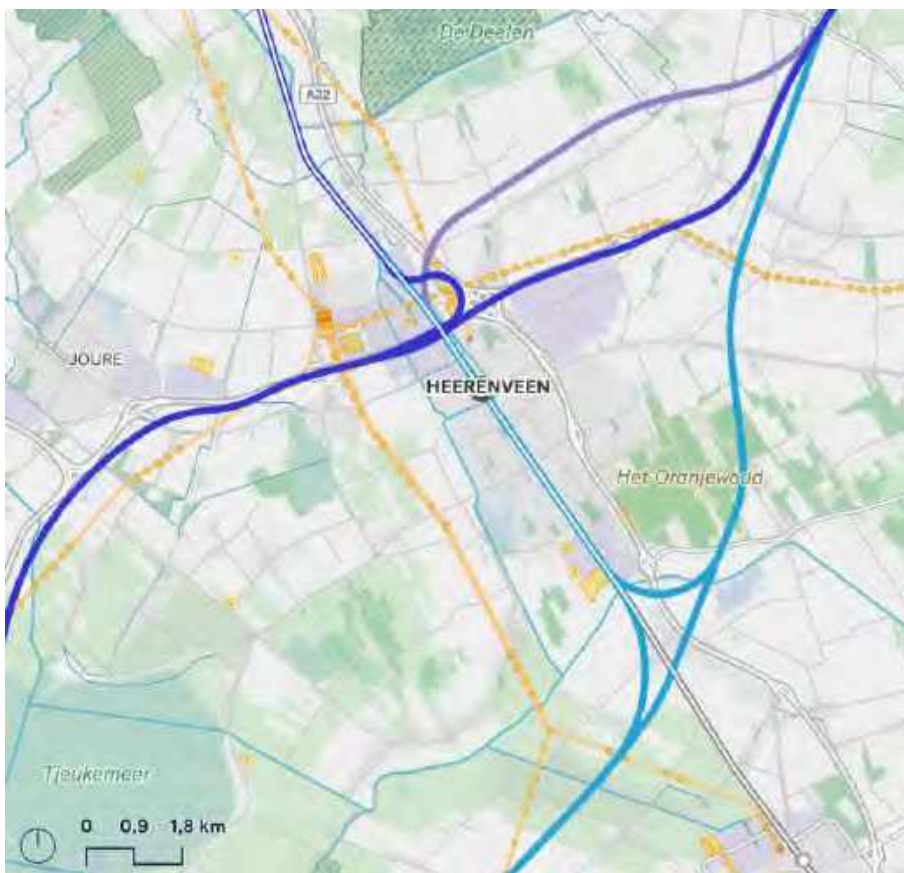 De Deelen
A32
JOURE
HEERENVEEN
Het Oranjewoud
Tjeukemeer
0 0.9 1,8 km